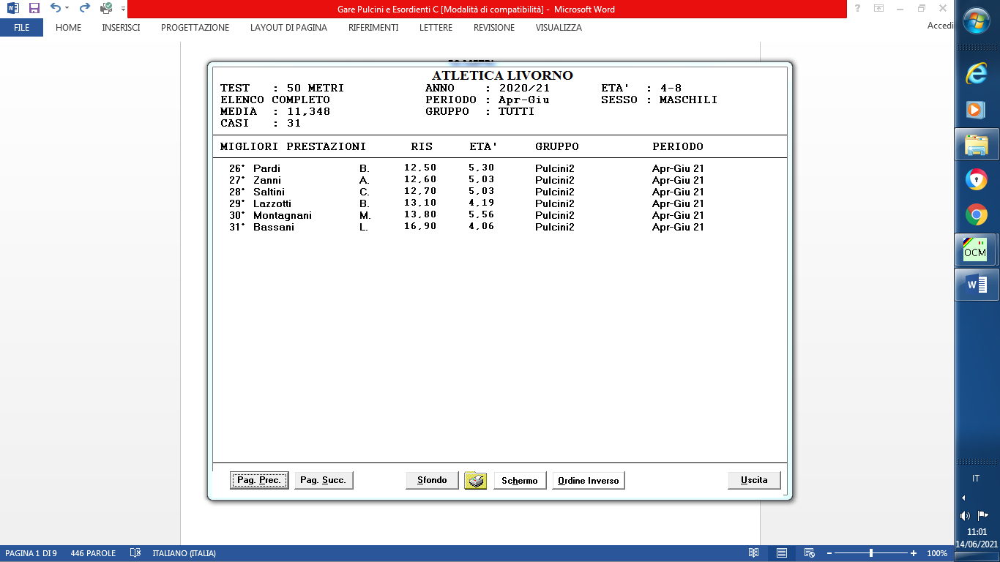 Gare Pulcini e Esordienti C [Modalità di compatibilità] - Microsoft Word
FILE HOME INSERISCI PROGETTAZIONE LAYOUT DI PAGINA RIFERIMENTI LETTERE REVISIONE VISUALIZZA Accedi
ATLETICA LIVORNO
TEST : 50 METRI ANNO : 2020/21 ETA' : 4-8
ELENCO COMPLETO PERIODO : Apr-Giu SESSO : MASCHILI
MEDIA : 11,348 GRUPPO : TUTTI
CASI : 31
MIGLIORI PRESTAZIONI RIS ETA' GRUPPO PERIODO
26° Pardi B. 12,50 5,30 Pulcini2 Apr-Giu 21
27° Zanni A. 12,60 5,03 Pulcini2 Apr-Giu 21
28° Saltini C. 12,70 5,03 Pulcini2 Apr-Giu 21
29° Lazzotti B. 13,10 4,19 Pulcini2 Apr-Giu 21
30° Montagnani M. 13,80 5,56 Pulcini2 Apr-Giu 21
31° Bassani L. 16,90 4,06 Pulcini2 Apr-Giu 21
Pag. Prec. Pag. Succ. Sfondo Schermo Ordine Inverso Uscita
OCM
IT
11:01
14/06/2021
PAGINA 1 DI 9 446 PAROLE ITALIANO (ITALIA) 100%